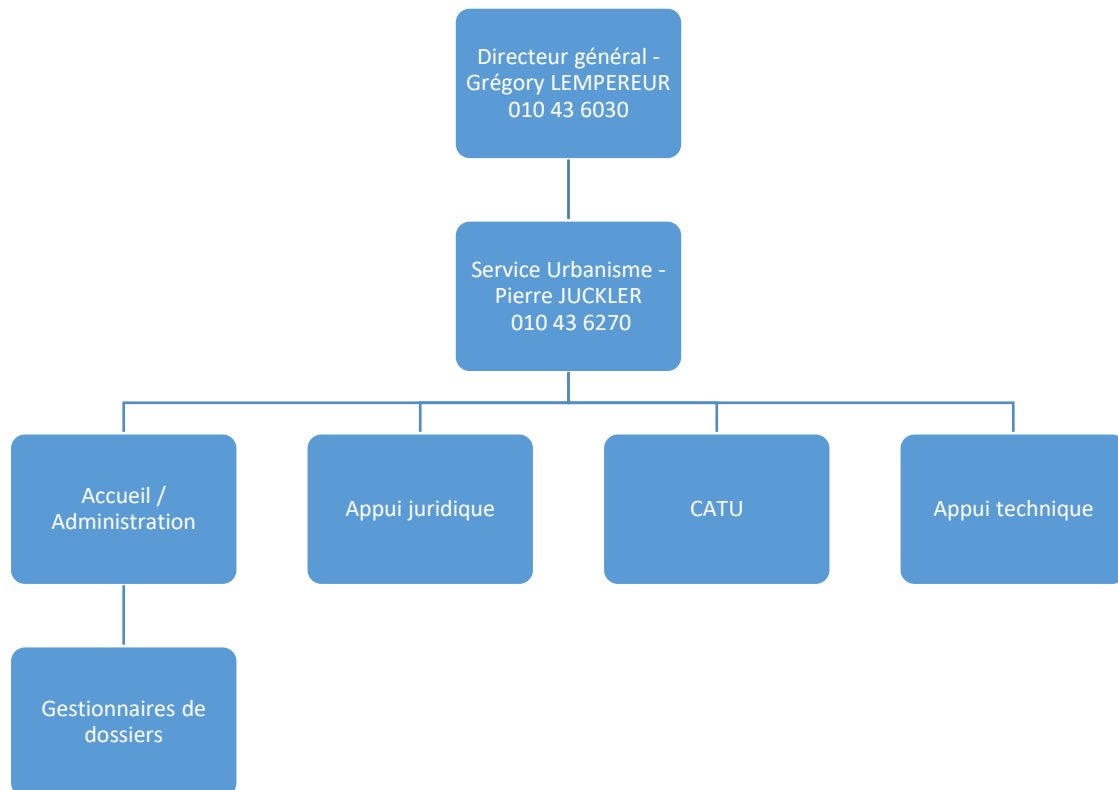 Directeur général -
Grégory LEMPEREUR
010 43 6030
Service Urbanisme -
Pierre JUCKLER
010 43 6270
Accueil /
Administration
Appui juridique
CATU
Appui technique
Gestionnaires de
dossiers